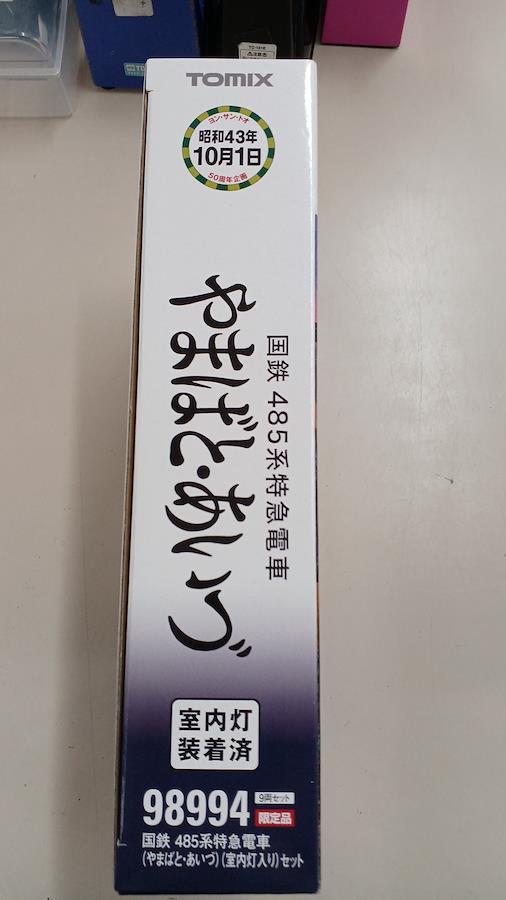 TOMIX
ヨン・サン・トオ
昭和43年
10月1日
50周年企画
国鉄 485系特急電車
やまばと・あいづ
室内灯
装着済
98994
9両セット
限定品
国鉄 485系特急電車
(やまばと・あいづ)(室内灯入り)セット